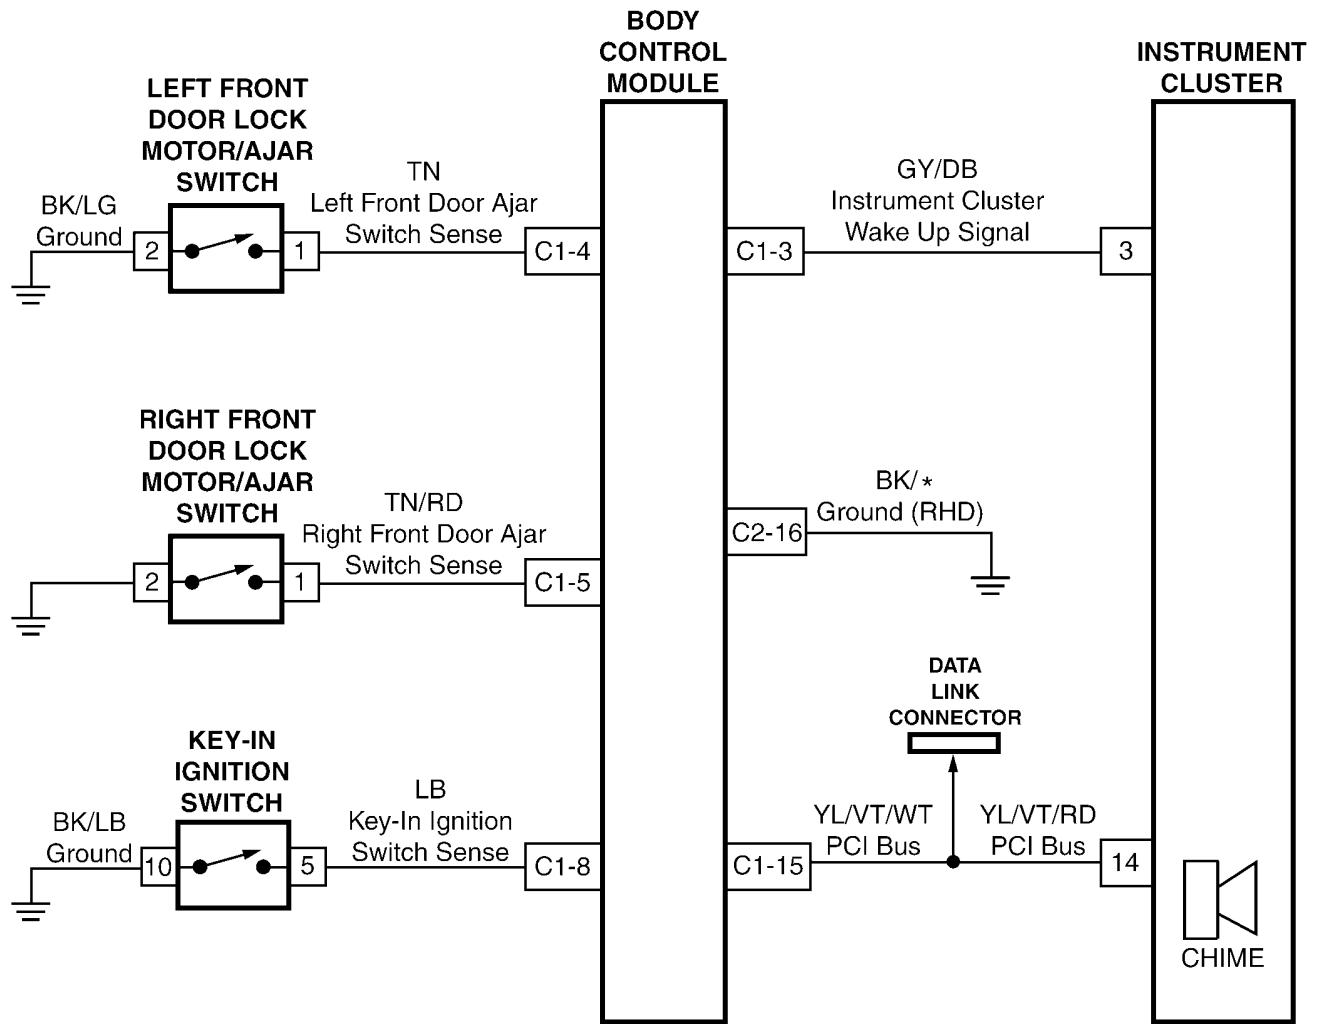 BODY
CONTROL
MODULE
INSTRUMENT
CLUSTER
LEFT FRONT
DOOR LOCK
MOTOR/AJAR
SWITCH
BK/LG
Ground
2
1
TN
Left Front Door Ajar
Switch Sense
C1-4
C1-3
GY/DB
Instrument Cluster
Wake Up Signal
3
RIGHT FRONT
DOOR LOCK
MOTOR/AJAR
SWITCH
2
1
TN/RD
Right Front Door Ajar
Switch Sense
C1-5
C2-16
BK/*
Ground (RHD)
DATA
LINK
CONNECTOR
KEY-IN
IGNITION
SWITCH
BK/LB
Ground
10
5
LB
Key-In Ignition
Switch Sense
C1-8
C1-15
YL/VT/WT
PCI Bus
YL/VT/RD
PCI Bus
14
CHIME